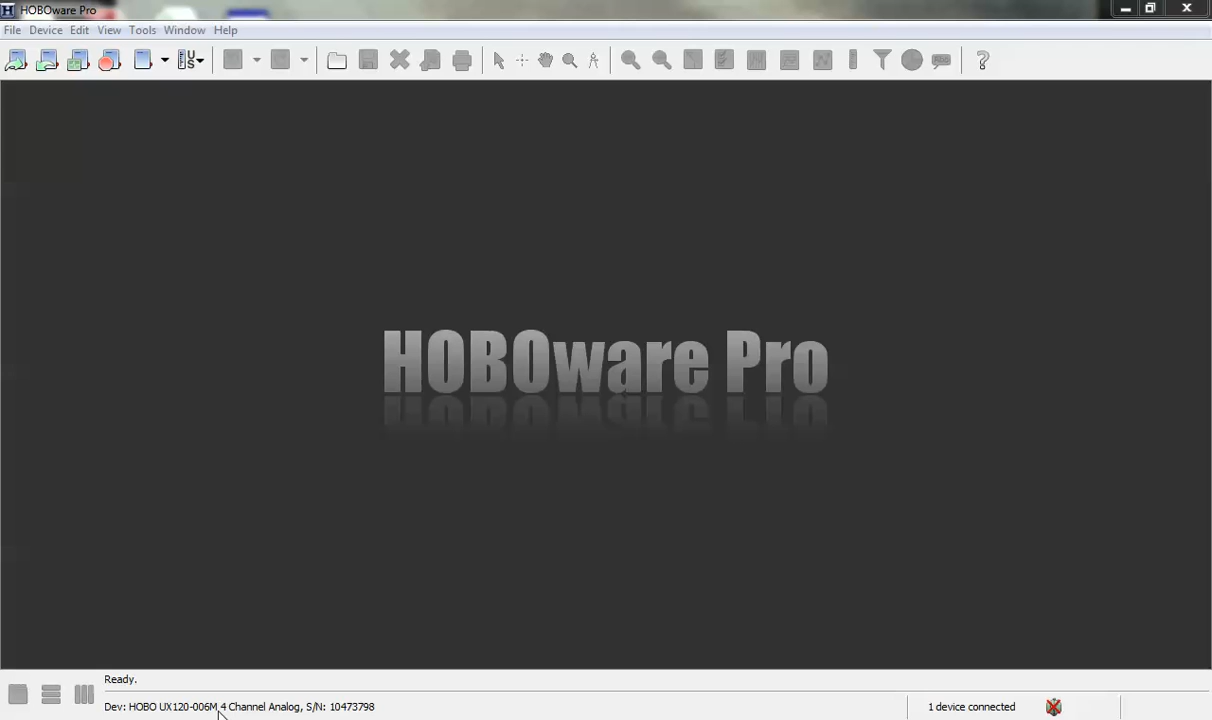 HOBOware Pro
File Device Edit View Tools Window Help
HOBOware Pro
Ready.
Dev: HOBO UX120-006M 4 Channel Analog, S/N: 10473798
1 device connected